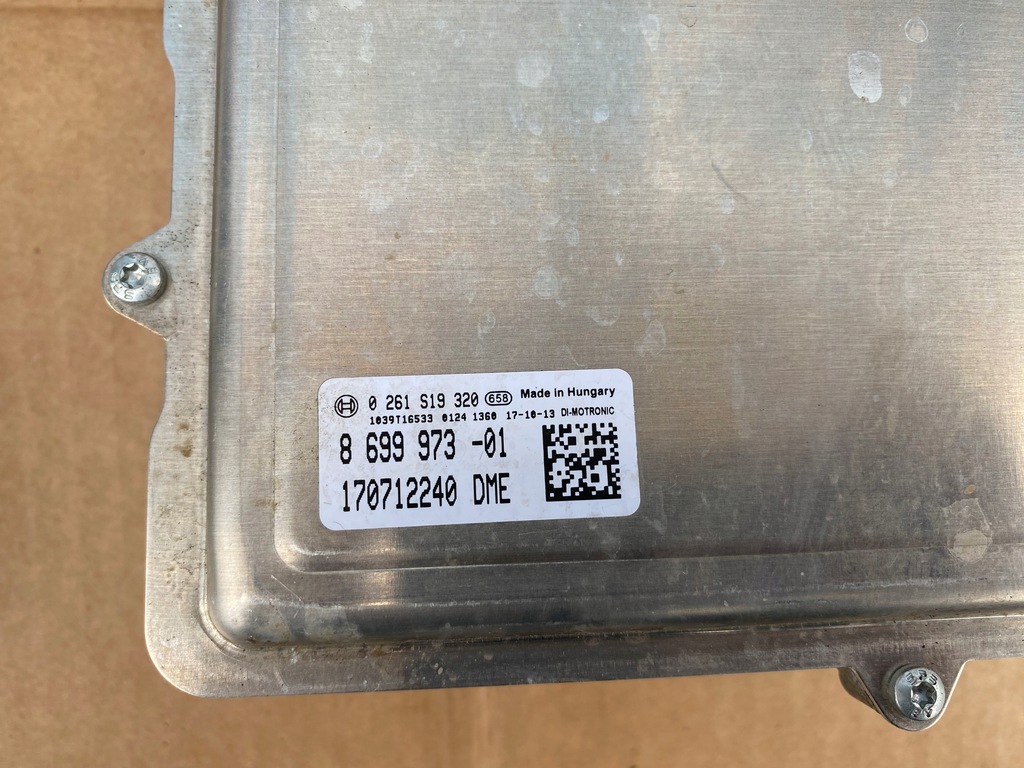 0 261 S19 320 658 Made in Hungary
1039T16533 0124 1360 17-10-13 DI-MOTRONIC
8 699 973 -01
170712240 DME